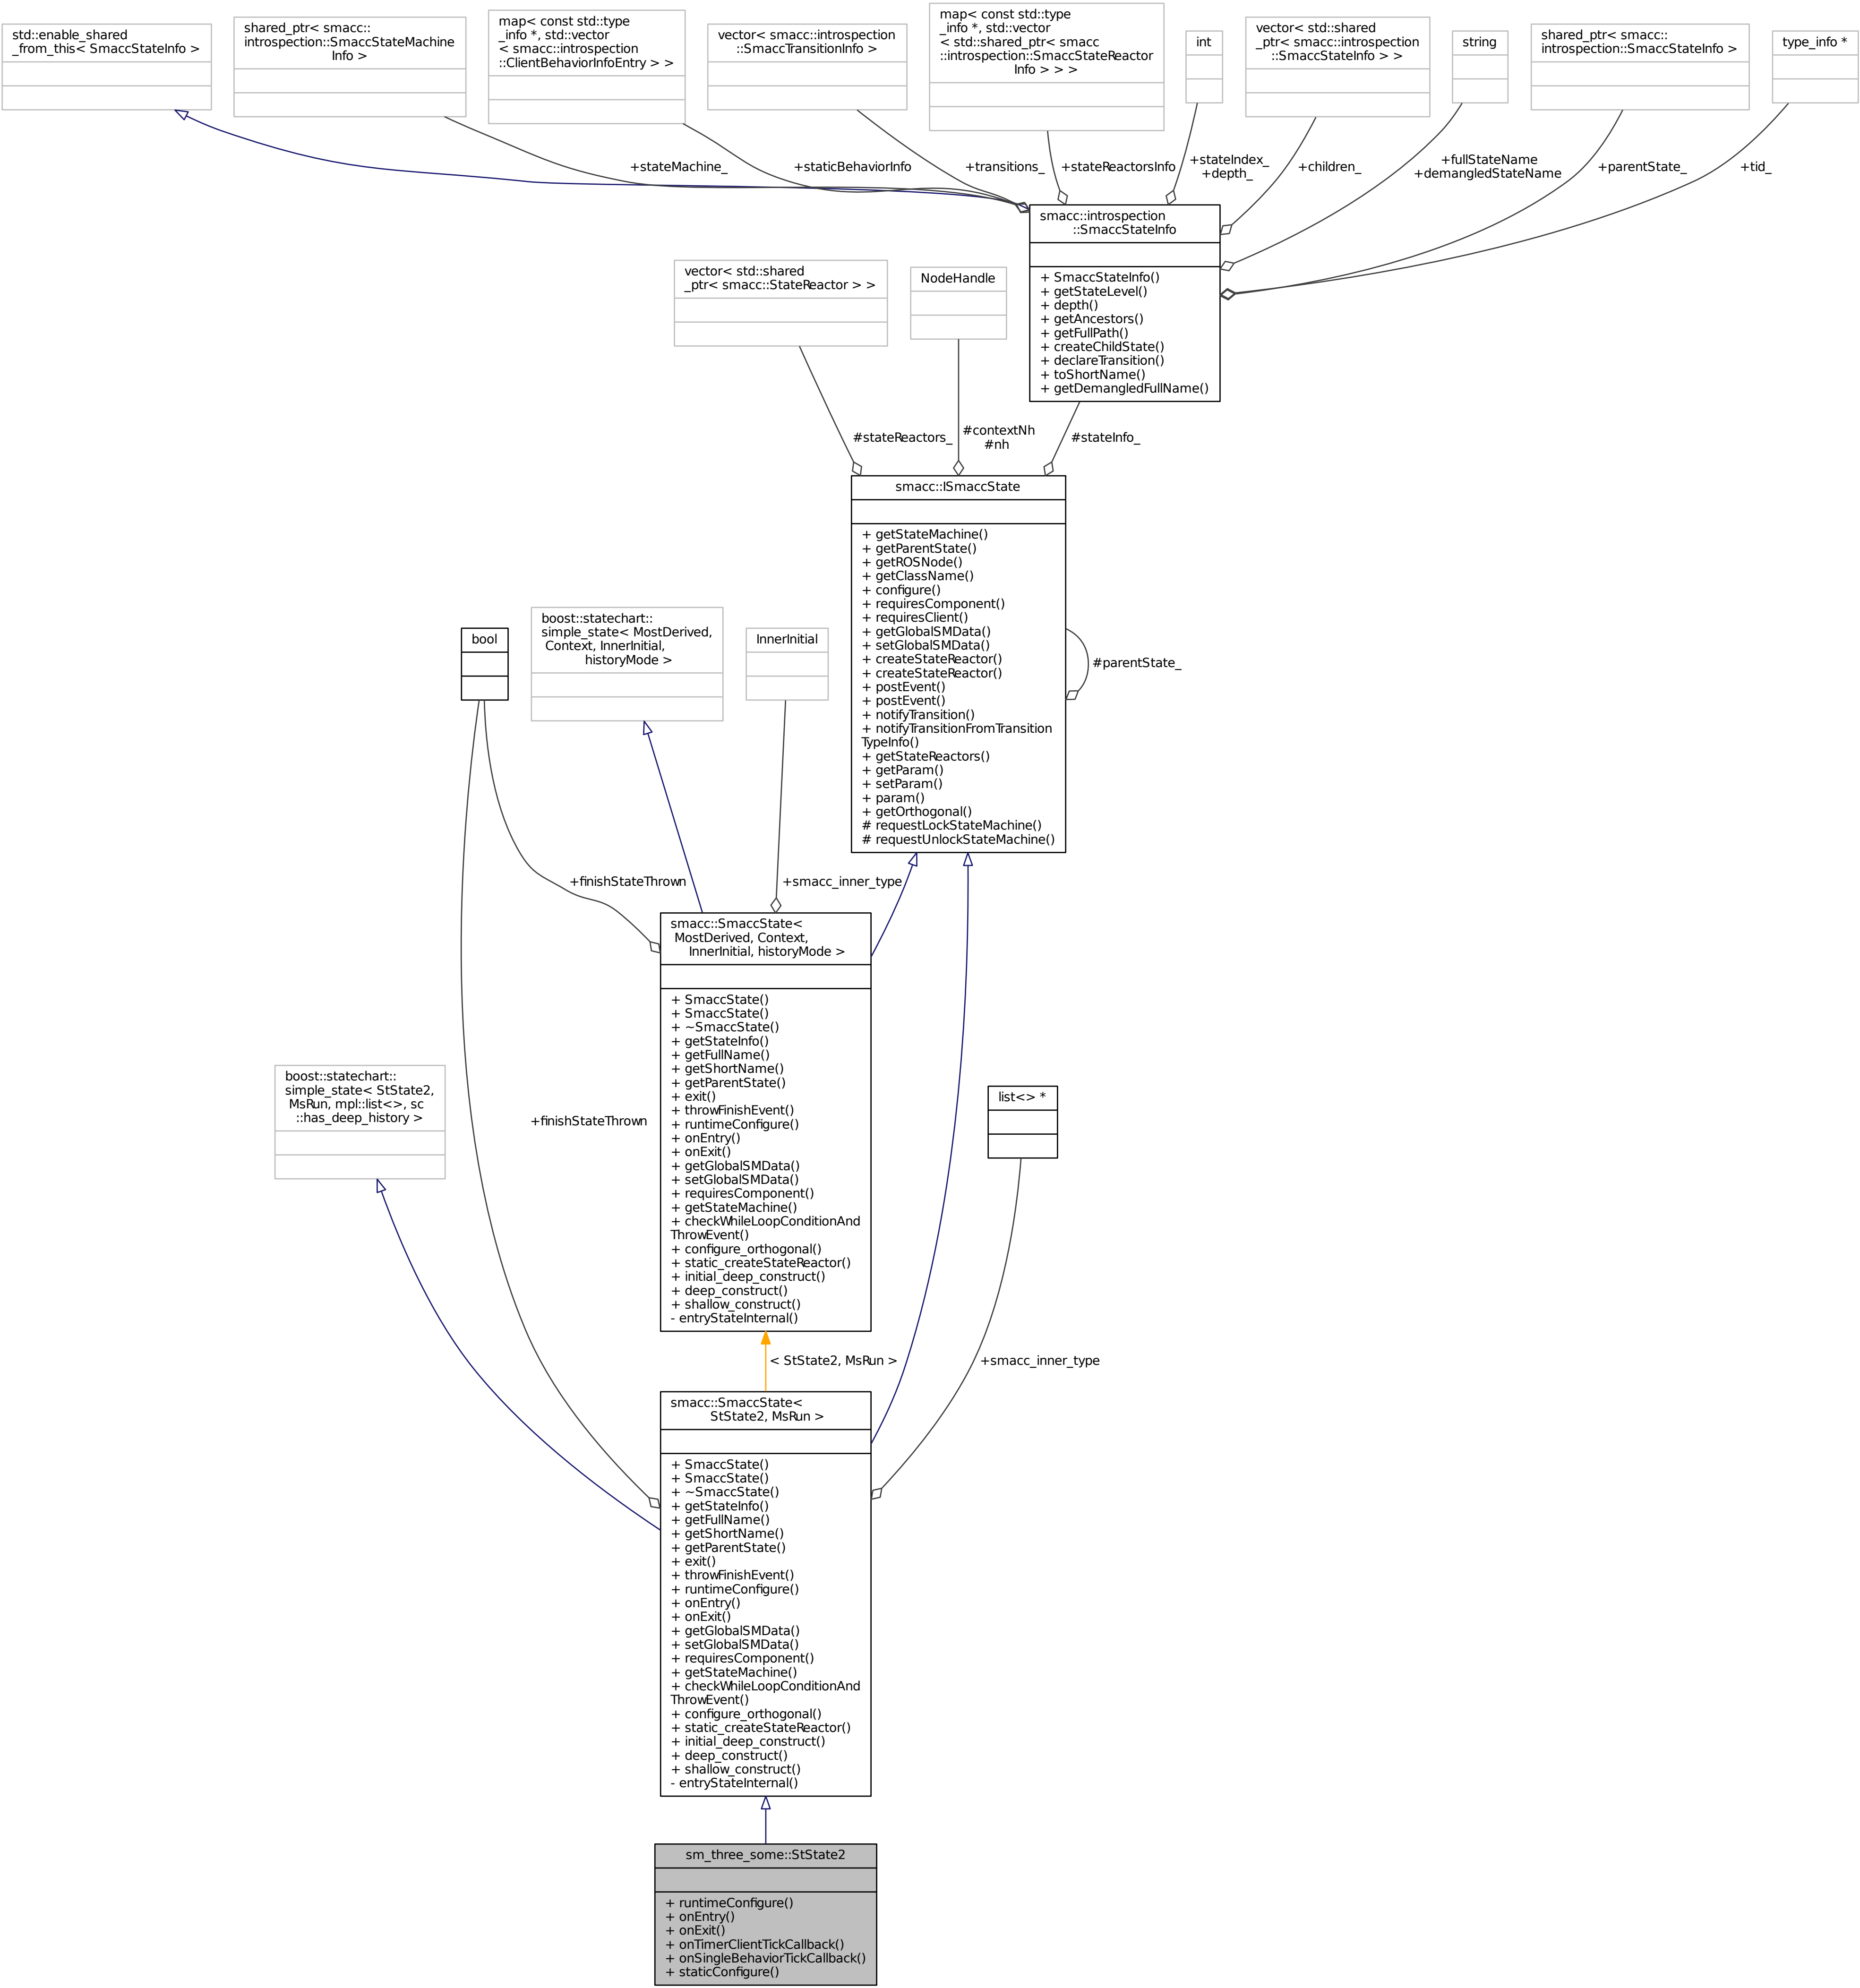 std::enable_shared
_from_this< SmaccStateInfo >
shared_ptr< smacc::
introspection::SmaccStateMachine
Info >
map< const std::type
_info *, std::vector
< smacc::introspection
::ClientBehaviorInfoEntry > >
vector< smacc::introspection
::SmaccTransitionInfo >
map< const std::type
_info *, std::vector
< std::shared_ptr< smacc
::introspection::SmaccStateReactor
Info > > >
int
vector< std::shared
_ptr< smacc::introspection
::SmaccStateInfo > >
string
shared_ptr< smacc::
introspection::SmaccStateInfo >
type_info *
+stateMachine_
+staticBehaviorInfo
+transitions_
+stateReactorsInfo
+stateIndex_
+depth_
+children_
+fullStateName
+demangledStateName
+parentState_
+tid_
smacc::introspection
::SmaccStateInfo
+ SmaccStateInfo()
+ getStateLevel()
+ depth()
+ getAncestors()
+ getFullPath()
+ createChildState()
+ declareTransition()
+ toShortName()
+ getDemangledFullName()
vector< std::shared
_ptr< smacc::StateReactor > >
NodeHandle
#stateReactors_
#contextNh
#nh
#stateInfo_
smacc::ISmaccState
+ getStateMachine()
+ getParentState()
+ getROSNode()
+ getClassName()
+ configure()
+ requiresComponent()
+ requiresClient()
+ getGlobalSMData()
+ setGlobalSMData()
+ createStateReactor()
+ createStateReactor()
+ postEvent()
+ postEvent()
+ notifyTransition()
+ notifyTransitionFromTransition
TypeInfo()
+ getStateReactors()
+ getParam()
+ setParam()
+ param()
+ getOrthogonal()
# requestLockStateMachine()
# requestUnlockStateMachine()
#parentState_
bool
boost::statechart::
simple_state< MostDerived,
Context, InnerInitial,
historyMode >
InnerInitial
+finishStateThrown
+smacc_inner_type
smacc::SmaccState<
MostDerived, Context,
InnerInitial, historyMode >
+ SmaccState()
+ SmaccState()
+ ~SmaccState()
+ getStateInfo()
+ getFullName()
+ getShortName()
+ getParentState()
+ exit()
+ throwFinishEvent()
+ runtimeConfigure()
+ onEntry()
+ onExit()
+ getGlobalSMData()
+ setGlobalSMData()
+ requiresComponent()
+ getStateMachine()
+ checkWhileLoopConditionAnd
ThrowEvent()
+ configure_orthogonal()
+ static_createStateReactor()
+ initial_deep_construct()
+ deep_construct()
+ shallow_construct()
- entryStateInternal()
boost::statechart::
simple_state< StState2,
MsRun, mpl::list<>, sc
::has_deep_history >
+finishStateThrown
list<> *
< StState2, MsRun >
+smacc_inner_type
smacc::SmaccState<
StState2, MsRun >
+ SmaccState()
+ SmaccState()
+ ~SmaccState()
+ getStateInfo()
+ getFullName()
+ getShortName()
+ getParentState()
+ exit()
+ throwFinishEvent()
+ runtimeConfigure()
+ onEntry()
+ onExit()
+ getGlobalSMData()
+ setGlobalSMData()
+ requiresComponent()
+ getStateMachine()
+ checkWhileLoopConditionAnd
ThrowEvent()
+ configure_orthogonal()
+ static_createStateReactor()
+ initial_deep_construct()
+ deep_construct()
+ shallow_construct()
- entryStateInternal()
sm_three_some::StState2
+ runtimeConfigure()
+ onEntry()
+ onExit()
+ onTimerClientTickCallback()
+ onSingleBehaviorTickCallback()
+ staticConfigure()